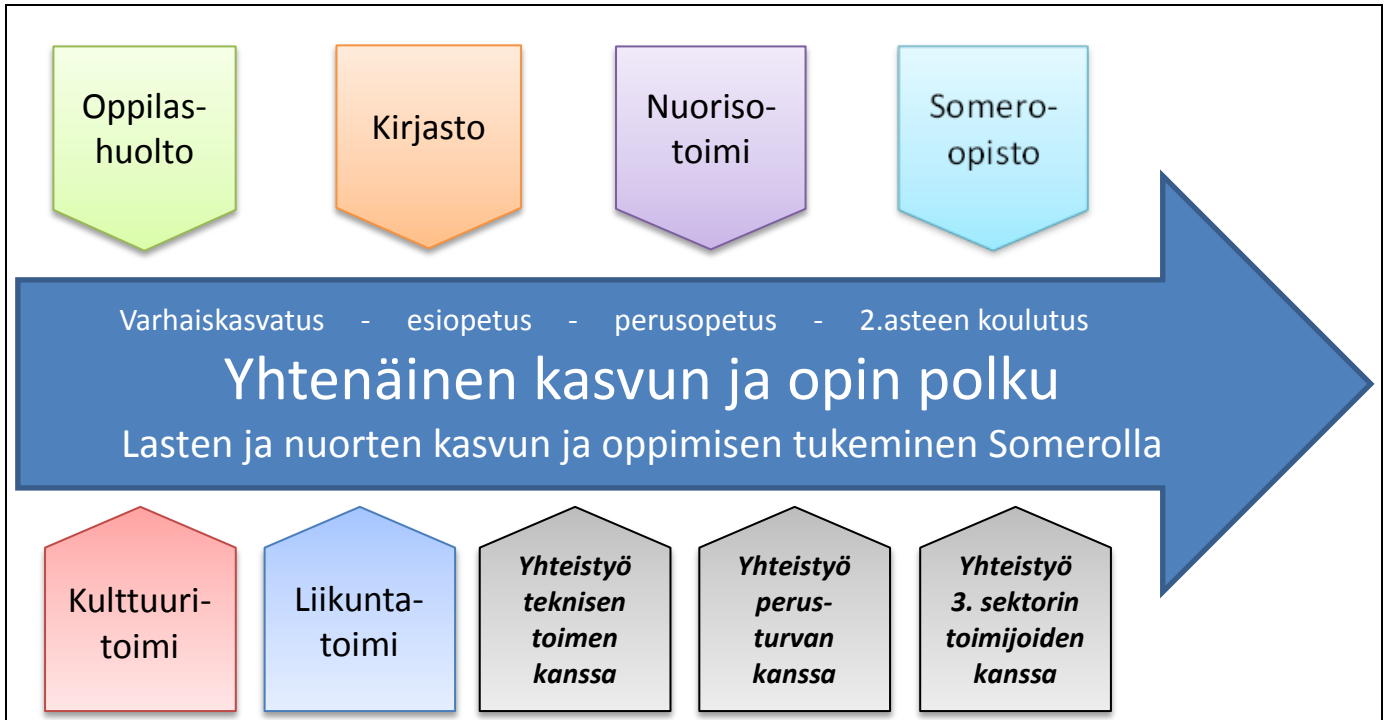 Oppilas-
huolto
Kirjasto
Nuoriso-
toimi
Somero-
opisto
Varhaiskasvatus - esiopetus - perusopetus - 2.asteen koulutus
Yhtenäinen kasvun ja opin polku
Lasten ja nuorten kasvun ja oppimisen tukeminen Somerolla
Kulttuuri-
toimi
Liikunta-
toimi
Yhteistyö
teknisen
toimen
kanssa
Yhteistyö
perus-
turvan
kanssa
Yhteistyö
3. sektorin
toimijoiden
kanssa